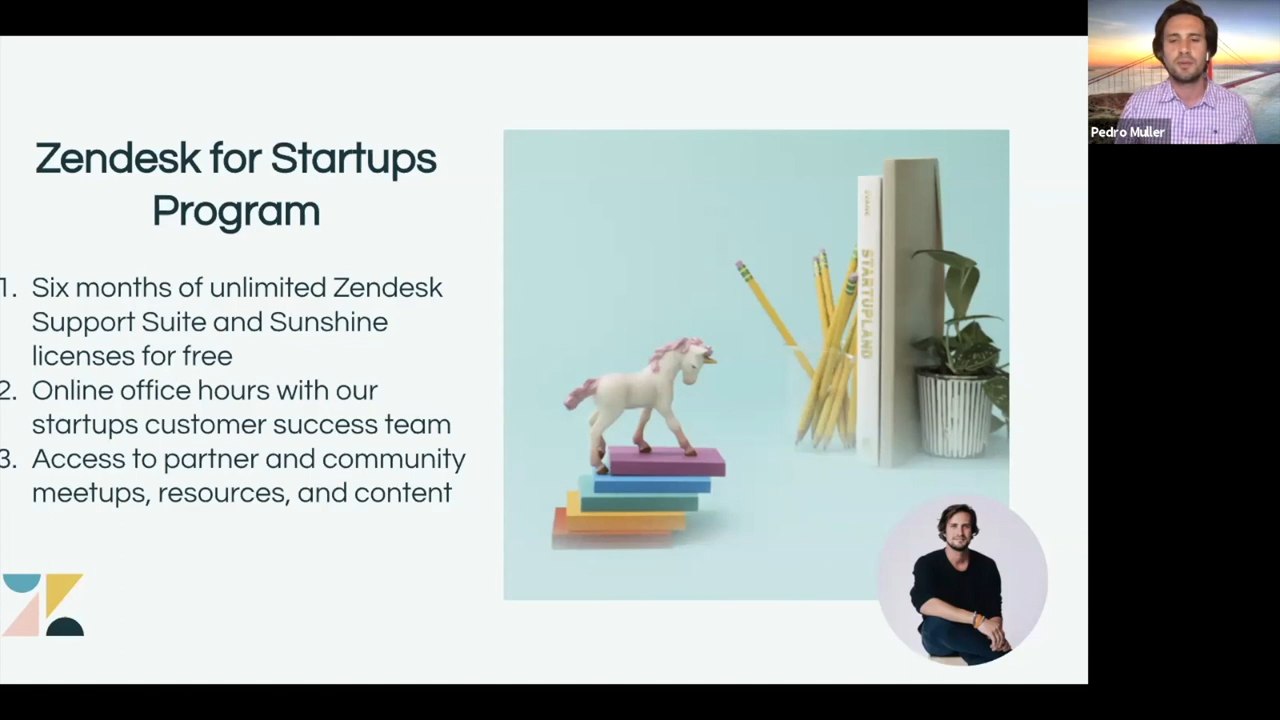 Zendesk for Startups
Program
1. Six months of unlimited Zendesk
Support Suite and Sunshine
licenses for free
2. Online office hours with our
startups customer success team
3. Access to partner and community
meetups, resources, and content
STARTUPLAND
Pedro Muller